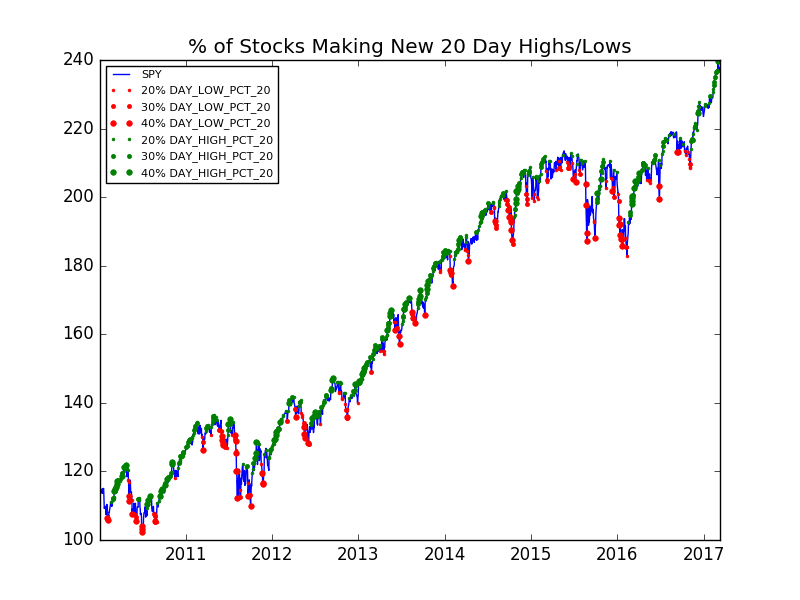 % of Stocks Making New 20 Day Highs/Lows
240
220
200
180
160
140
120
100
SPY
20% DAY_LOW_PCT_20
30% DAY_LOW_PCT_20
40% DAY_LOW_PCT_20
20% DAY_HIGH_PCT_20
30% DAY_HIGH_PCT_20
40% DAY_HIGH_PCT_20
2011 2012 2013 2014 2015 2016 2017